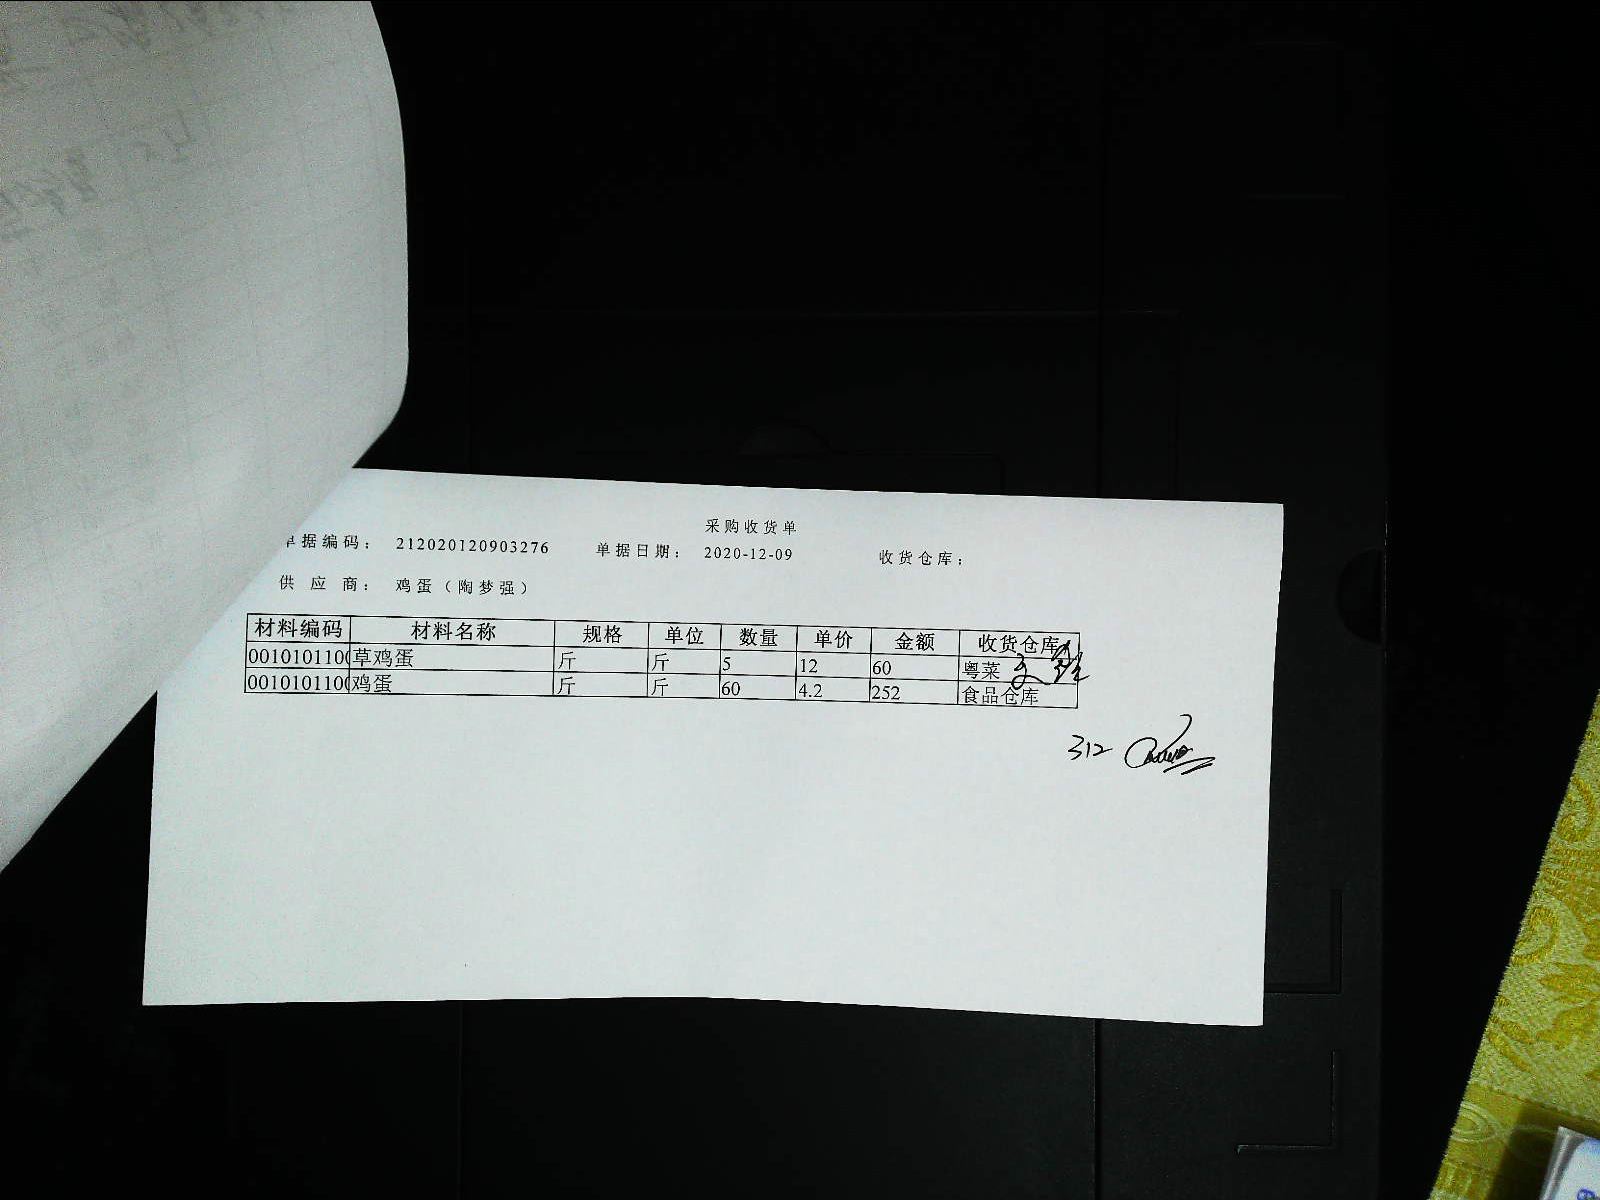 采购收货单
单据编码： 212020120903276 单据日期： 2020-12-09 收货仓库：
供应商： 鸡蛋（陶梦强）
材料编码 材料名称 规格 单位 数量 单价 金额 收货仓库
0010101100 草鸡蛋 斤 斤 5 12 60 粤菜
0010101100 鸡蛋 斤 斤 60 4.2 252 食品仓库
312